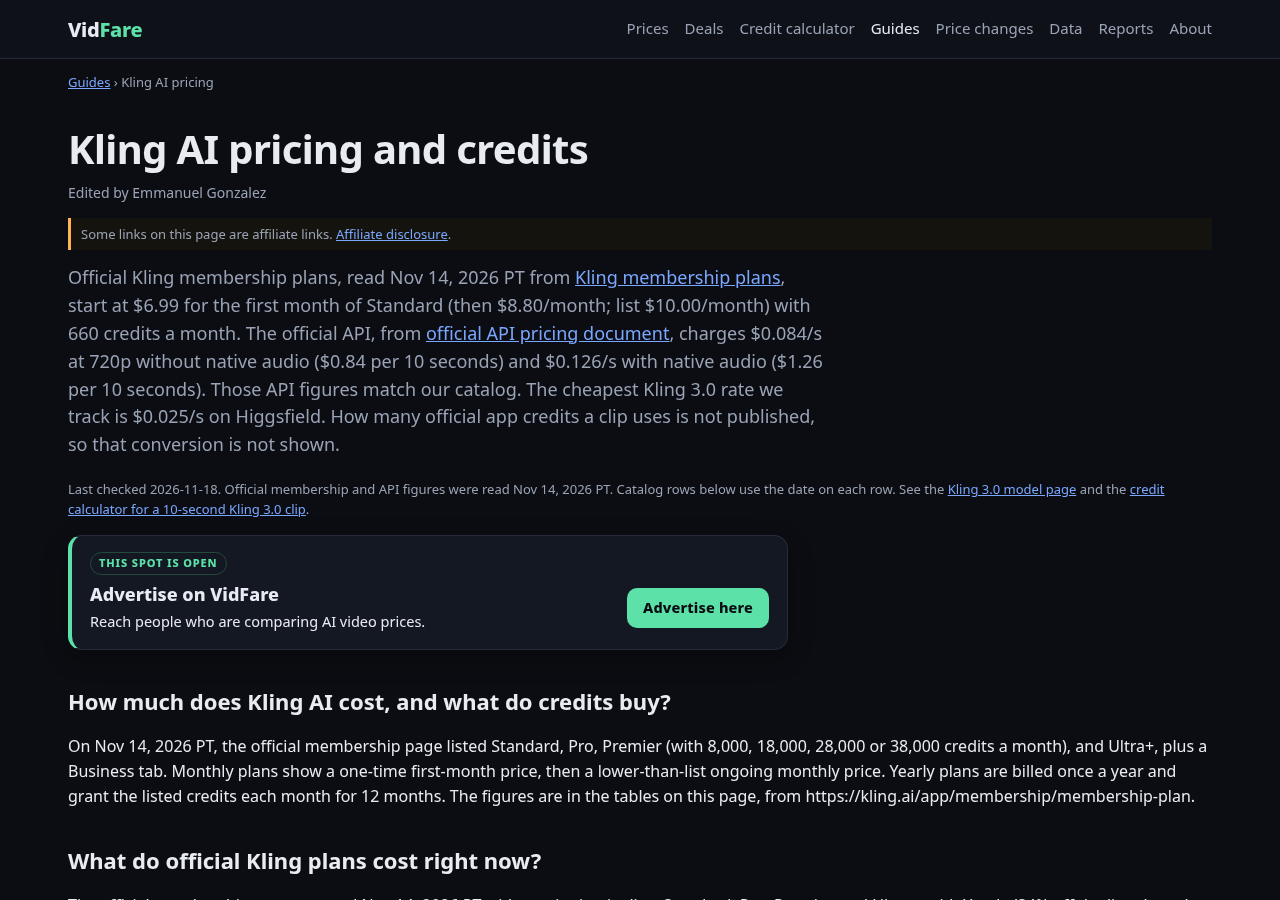 VidFare
Prices Deals Credit calculator Guides Price changes Data Reports About
Guides › Kling AI pricing
Kling AI pricing and credits
Edited by Emmanuel Gonzalez
Some links on this page are affiliate links. Affiliate disclosure.
Official Kling membership plans, read Nov 14, 2026 PT from Kling membership plans,
start at $6.99 for the first month of Standard (then $8.80/month; list $10.00/month) with
660 credits a month. The official API, from official API pricing document, charges $0.084/s
at 720p without native audio ($0.84 per 10 seconds) and $0.126/s with native audio ($1.26
per 10 seconds). Those API figures match our catalog. The cheapest Kling 3.0 rate we
track is $0.025/s on Higgsfield. How many official app credits a clip uses is not published,
so that conversion is not shown.
Last checked 2026-11-18. Official membership and API figures were read Nov 14, 2026 PT. Catalog rows below use the date on each row. See the Kling 3.0 model page and the credit
calculator for a 10-second Kling 3.0 clip.
THIS SPOT IS OPEN
Advertise on VidFare
Reach people who are comparing AI video prices.
Advertise here
How much does Kling AI cost, and what do credits buy?
On Nov 14, 2026 PT, the official membership page listed Standard, Pro, Premier (with 8,000, 18,000, 28,000 or 38,000 credits a month), and Ultra+, plus a
Business tab. Monthly plans show a one-time first-month price, then a lower-than-list ongoing monthly price. Yearly plans are billed once a year and
grant the listed credits each month for 12 months. The figures are in the tables on this page, from https://kling.ai/app/membership/membership-plan.
What do official Kling plans cost right now?